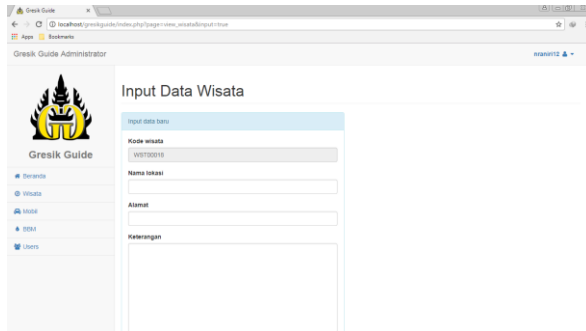 Gresik Guide
localhost/gresikguide/index.php?page=view_wisata&input=true
Apps
Bookmarks
Gresik Guide Administrator
nraniri12
Gresik Guide
Beranda
Wisata
Mobil
BBM
Users
Input Data Wisata
Input data baru
Kode wisata
WST00016
Nama lokasi
Alamat
Keterangan